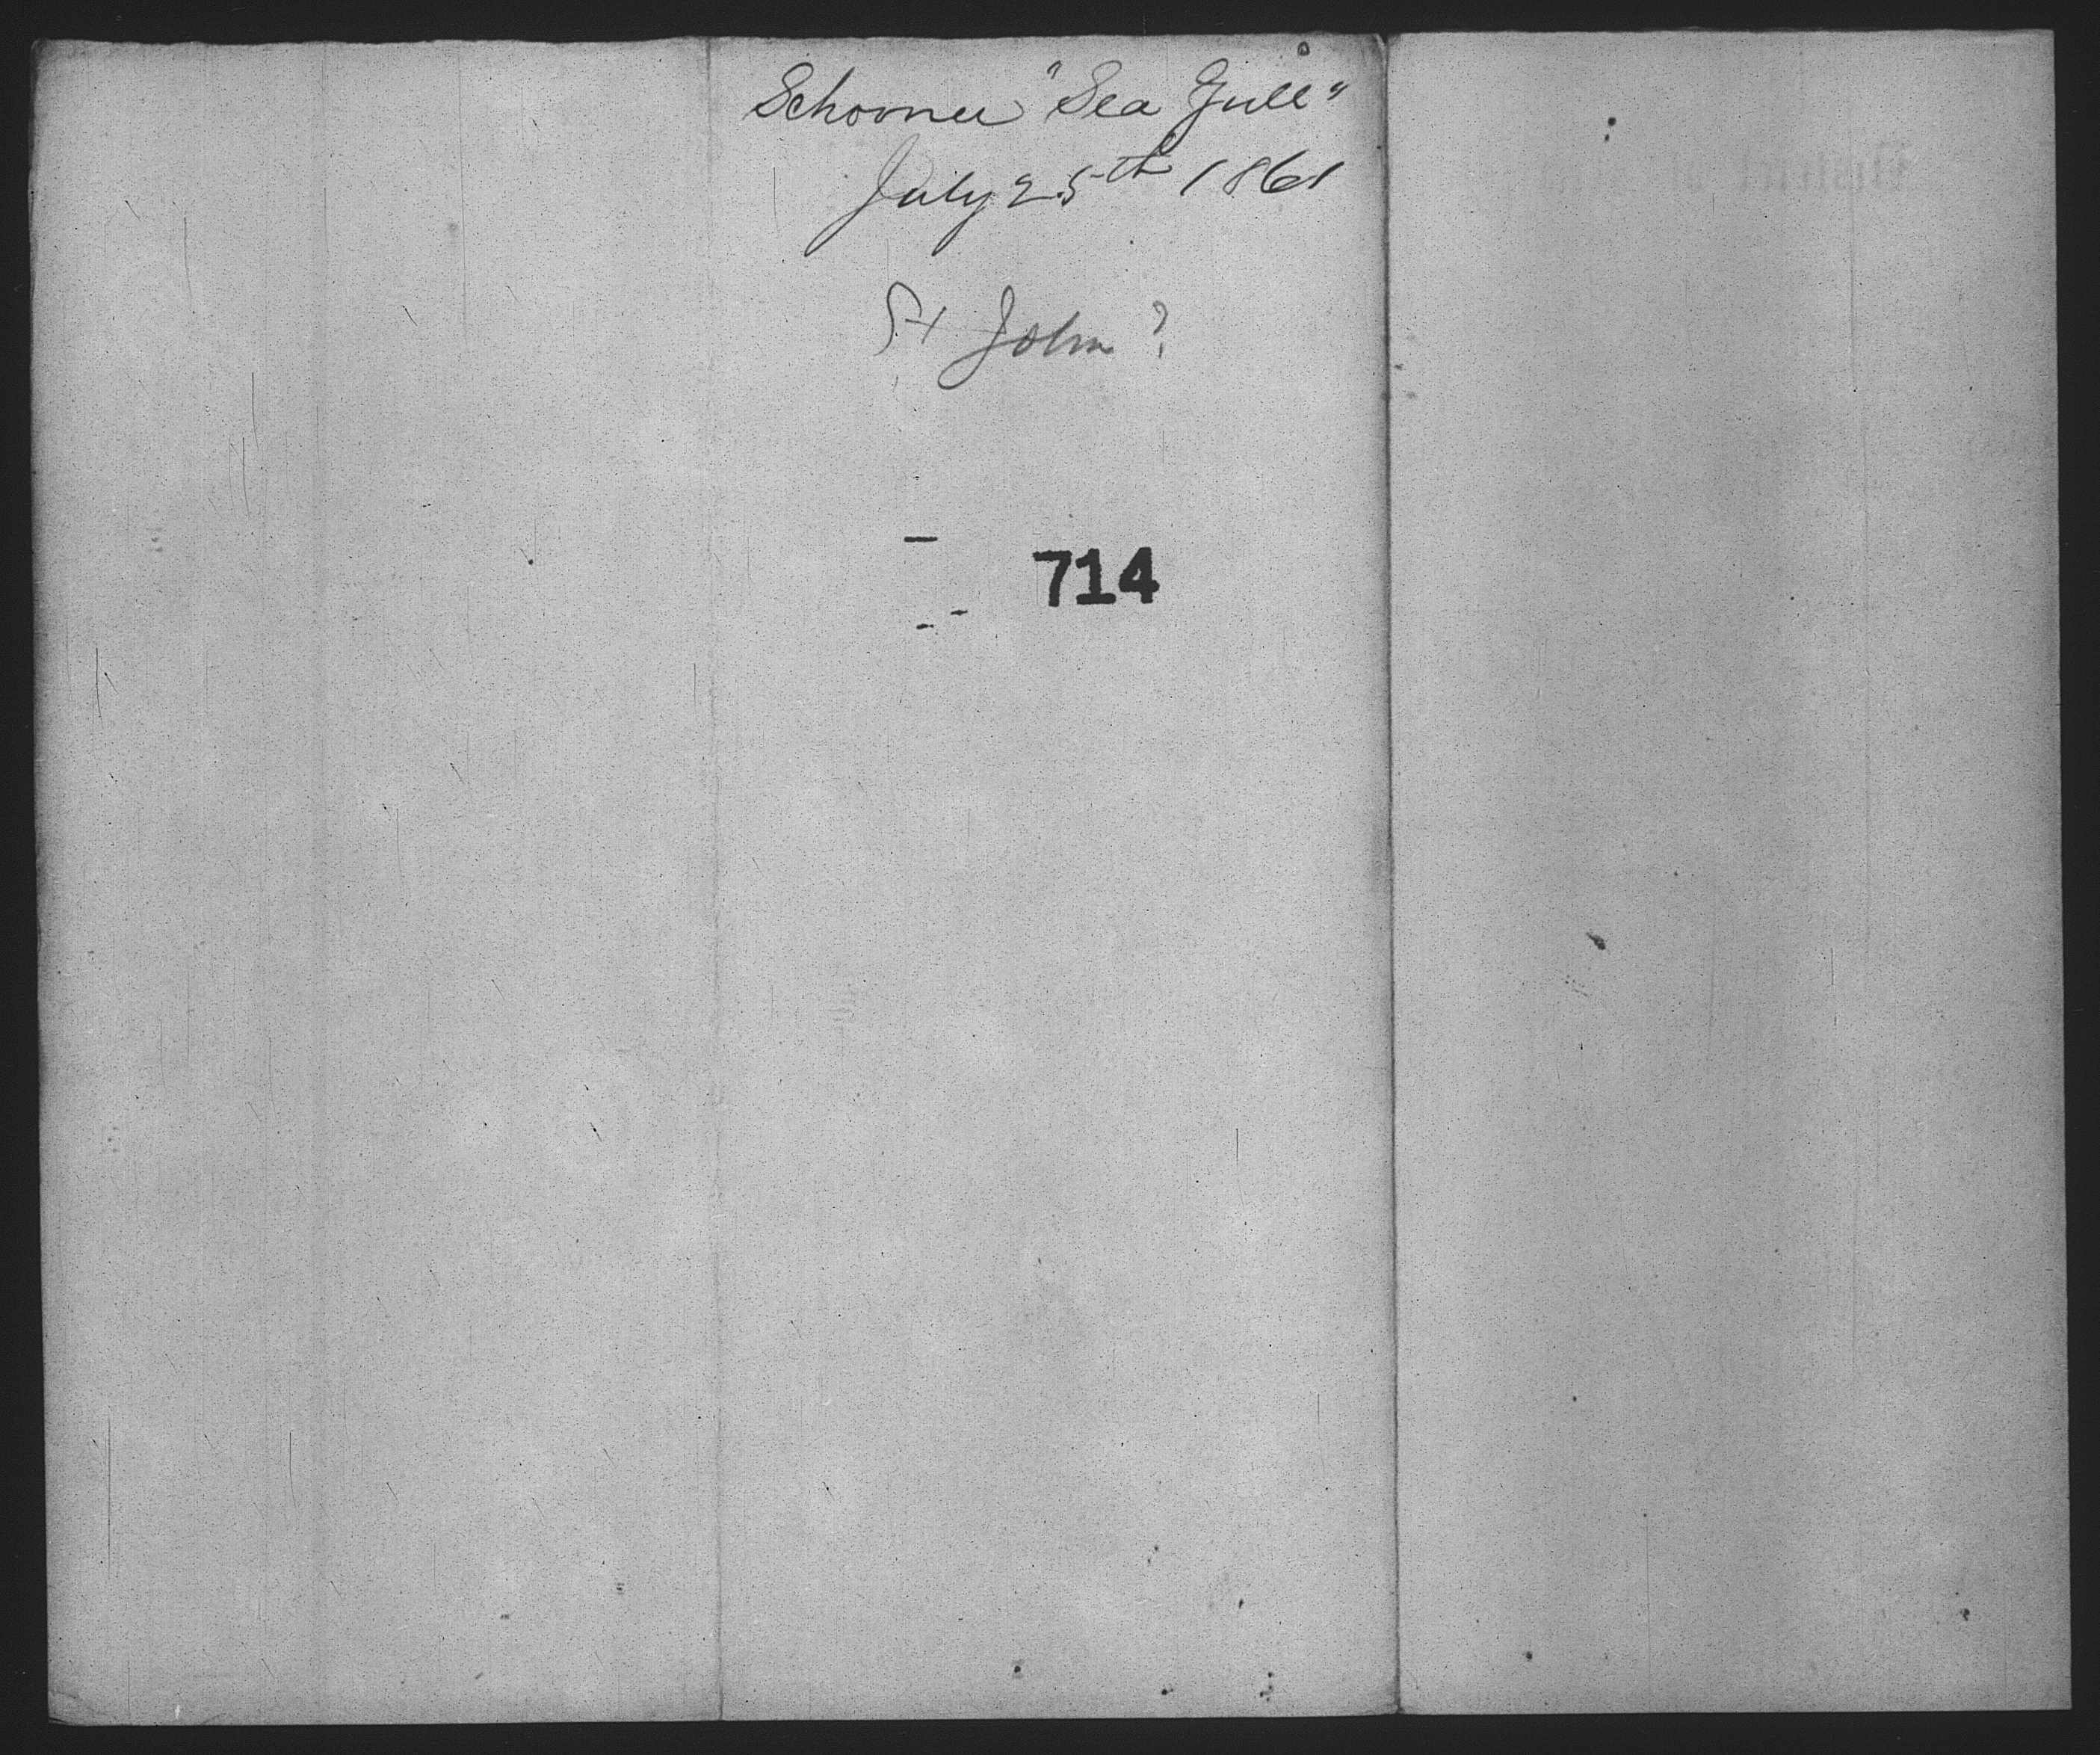 Schooner "Sea Gull"
July 25th 1861
St John?
714